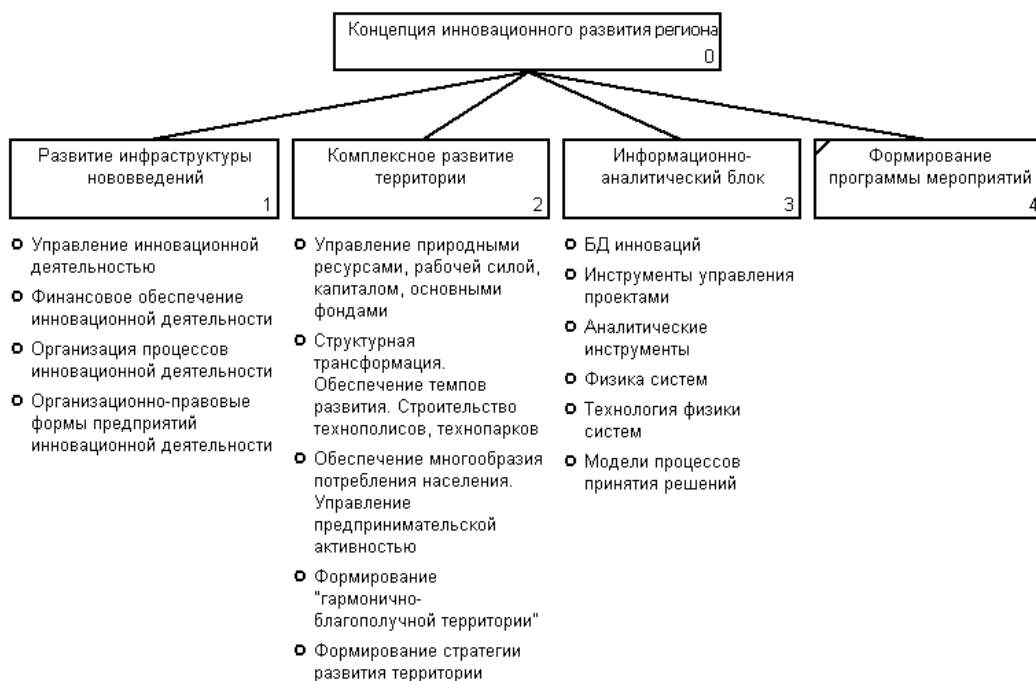 Концепция инновационного развития региона
0
Развитие инфраструктуры
нововведений
1
Комплексное развитие
территории
2
Информационно-
аналитический блок
3
Формирование
программы мероприятий
4
Управление инновационной
деятельностью
Финансовое обеспечение
инновационной деятельности
Организация процессов
инновационной деятельности
Организационно-правовые
формы предприятий
инновационной деятельности
Управление природными
ресурсами, рабочей силой,
капиталом, основными
фондами
Структурная
трансформация.
Обеспечение темпов
развития. Строительство
технополисов, технопарков
Обеспечение многообразия
потребления населения.
Управление
предпринимательской
активностью
Формирование
"гармонично-
благополучной территории"
Формирование стратегии
развития территории
БД инноваций
Инструменты управления
проектами
Аналитические
инструменты
Физика систем
Технология физики
систем
Модели процессов
принятия решений